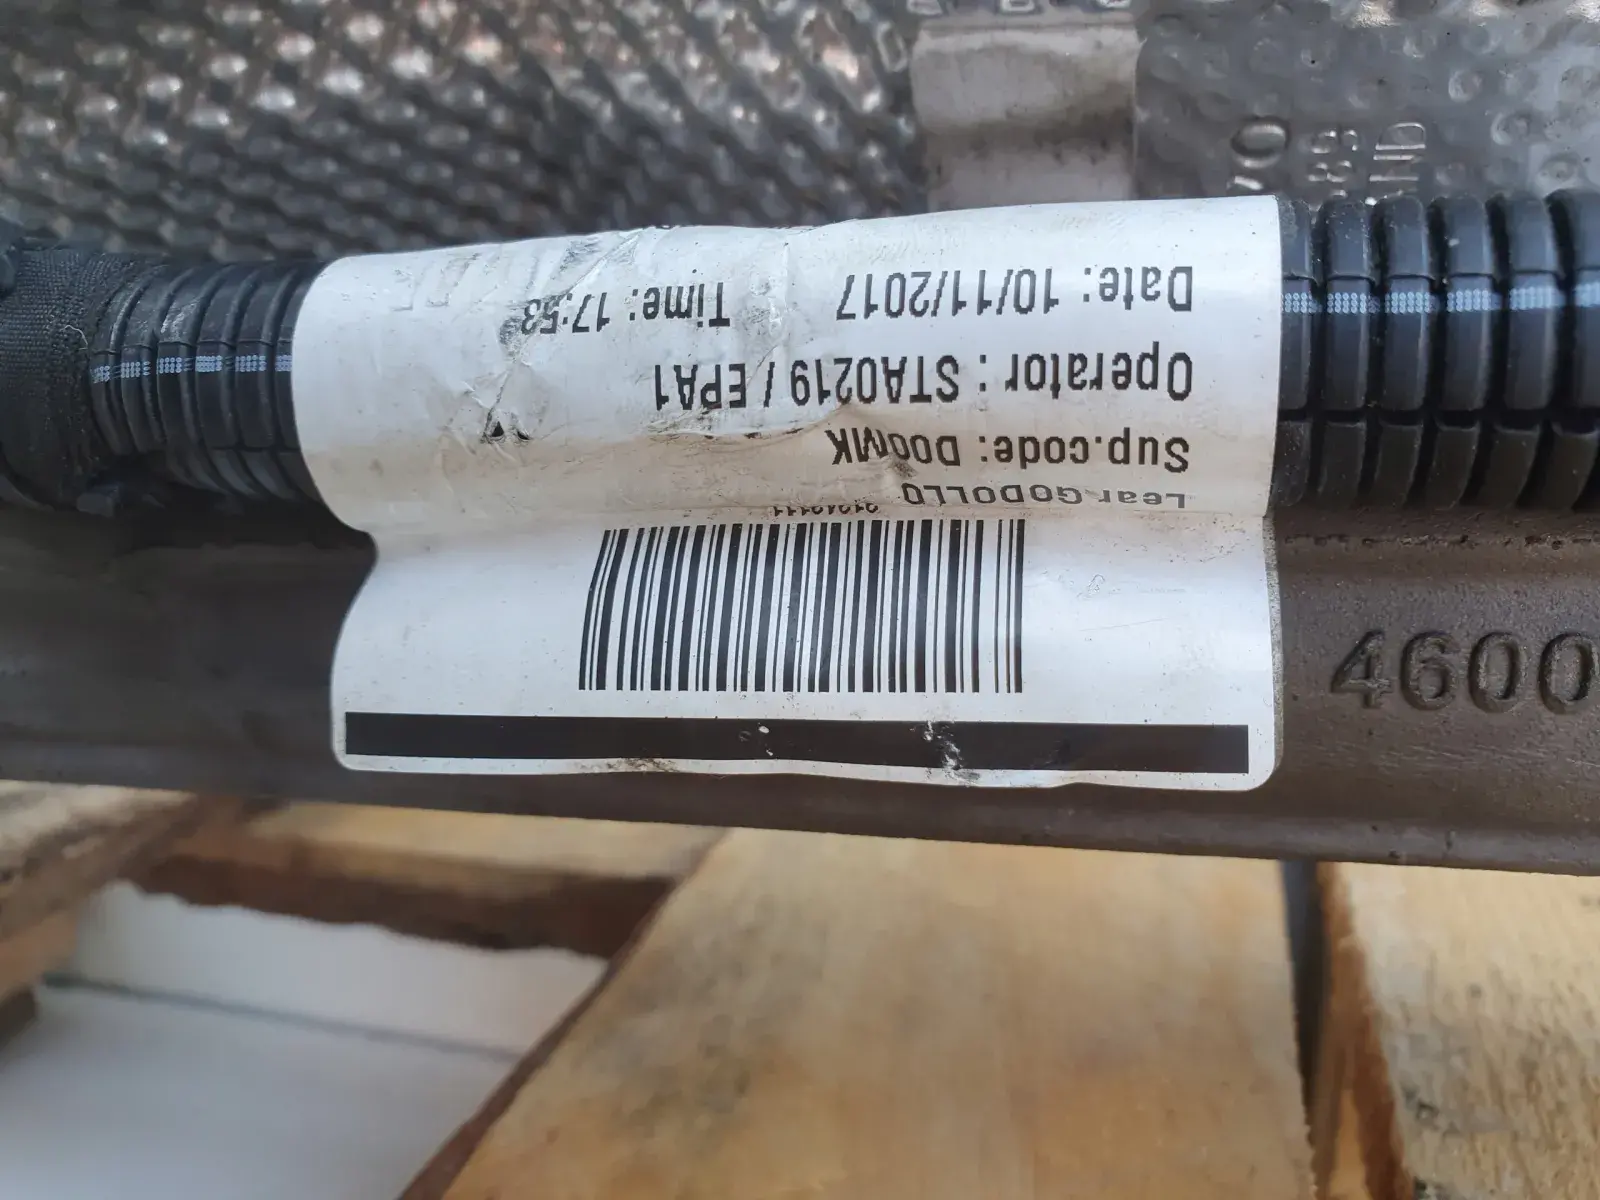 Lear GODOLLO
Sup.code: D00MK
Operator : STA0219 / EPA1
Date: 10/11/2017 Time: 17:53
4600